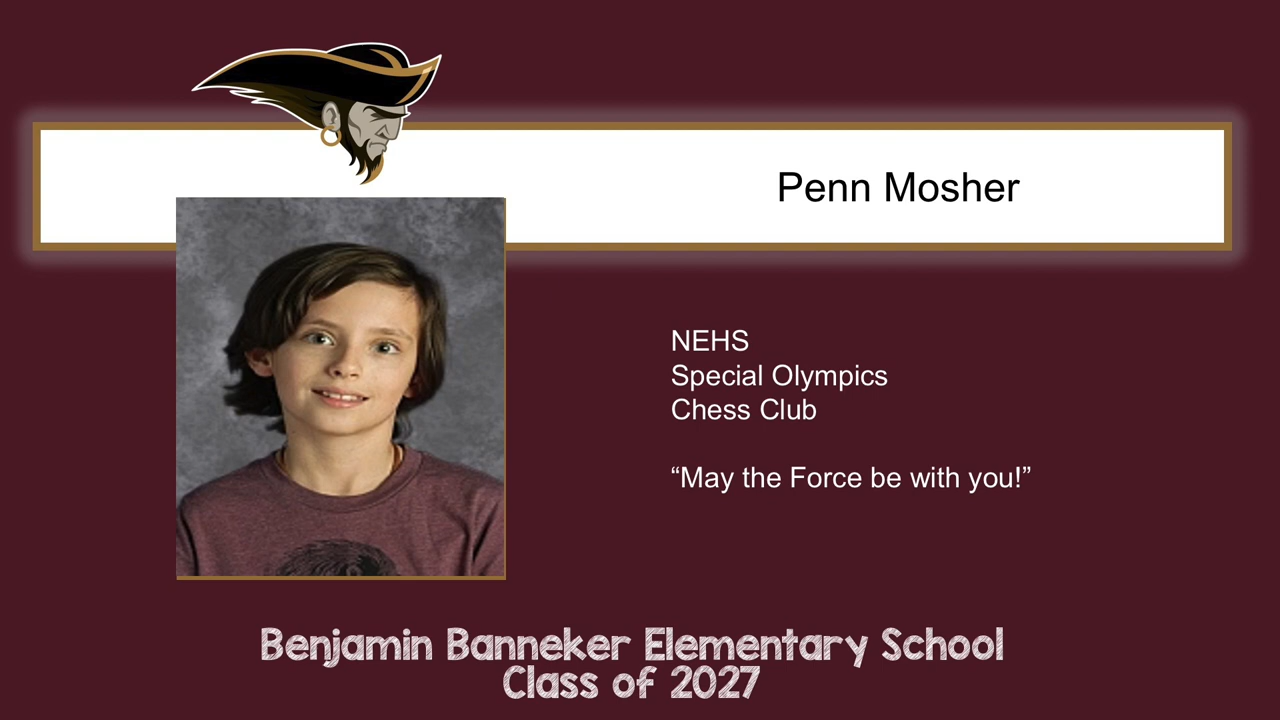 Penn Mosher
NEHS
Special Olympics
Chess Club
“May the Force be with you!”
Benjamin Banneker Elementary School
Class of 2027